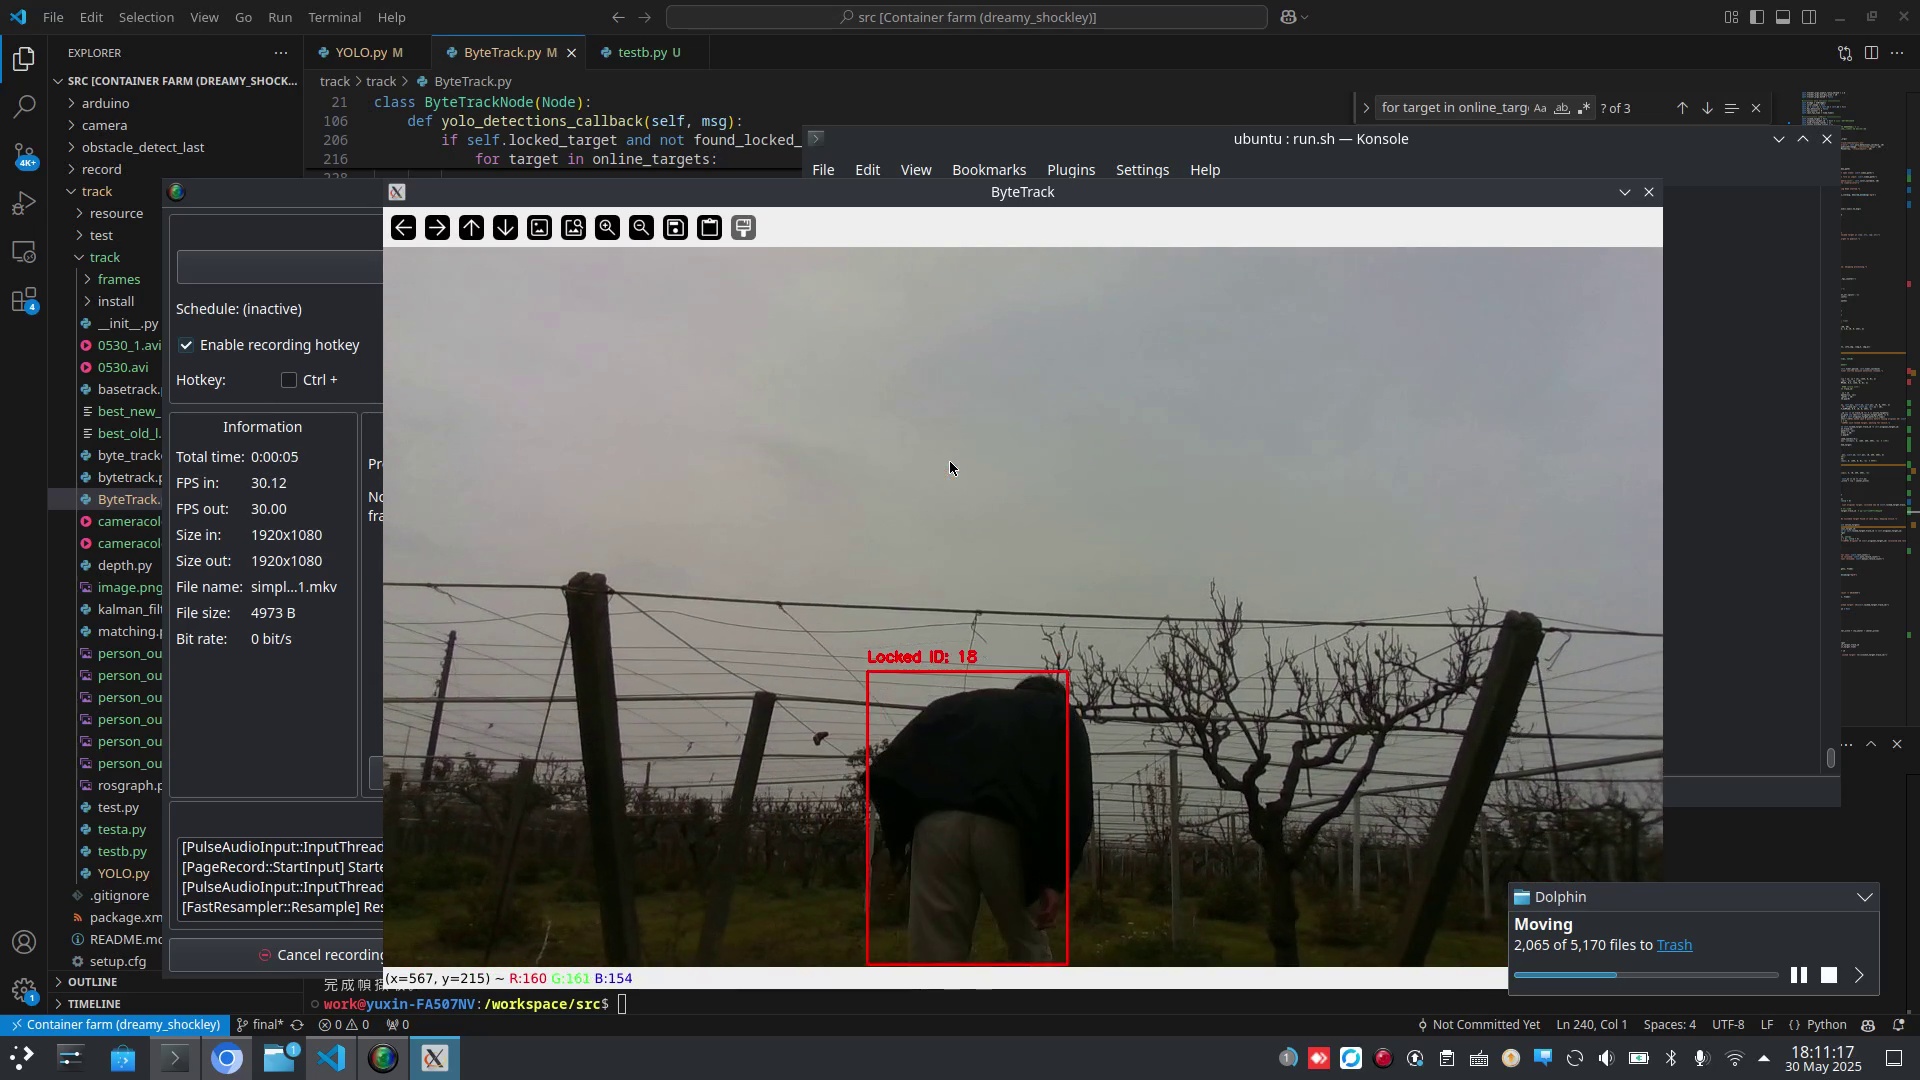 File Edit Selection View Go Run Terminal Help
src [Container farm (dreamy_shockley)]
EXPLORER
SRC [CONTAINER FARM (DREAMY_SHOCK...
arduino
camera
obstacle_detect_last
record
track
resource
test
track
frames
install
__init__.py
0530_1.avi
0530.avi
basetrack.
best_new_
best_old_l.
byte_track
bytetrack.p
ByteTrack.
cameracol
cameracol
depth.py
image.png
kalman_filt
matching.p
person_ou
person_ou
person_ou
person_ou
person_ou
person_ou
rosgraph.p
test.py
testa.py
testb.py
YOLO.py
.gitignore
package.xm
README.md
setup.cfg
OUTLINE
TIMELINE
4K+
4
1
YOLO.py M
ByteTrack.py M
testb.py U
track > track > ByteTrack.py
21 class ByteTrackNode(Node):
106 def yolo_detections_callback(self, msg):
206 if self.locked_target and not found_locked_
216 for target in online_targets:
for target in online_targ
Aa ab .*
? of 3
ubuntu : run.sh — Konsole
File Edit View Bookmarks Plugins Settings Help
ByteTrack
Schedule: (inactive)
Enable recording hotkey
Hotkey: Ctrl +
Information
Total time: 0:00:05
FPS in: 30.12
FPS out: 30.00
Size in: 1920x1080
Size out: 1920x1080
File name: simpl...1.mkv
File size: 4973 B
Bit rate: 0 bit/s
Pr
No
fra
[PulseAudioInput::InputThread
[PageRecord::StartInput] Starte
[PulseAudioInput::InputThread
[FastResampler::Resample] Res
Cancel recording
Locked ID: 18
(x=567, y=215) ~ R:160 G:161 B:154
work@yuxin-FA507NV:/workspace/src$
Dolphin
Moving
2,065 of 5,170 files to Trash
Container farm (dreamy_shockley) final* 0 0 0
Not Committed Yet Ln 240, Col 1 Spaces: 4 UTF-8 LF {} Python
1
1
18:11:17
30 May 2025